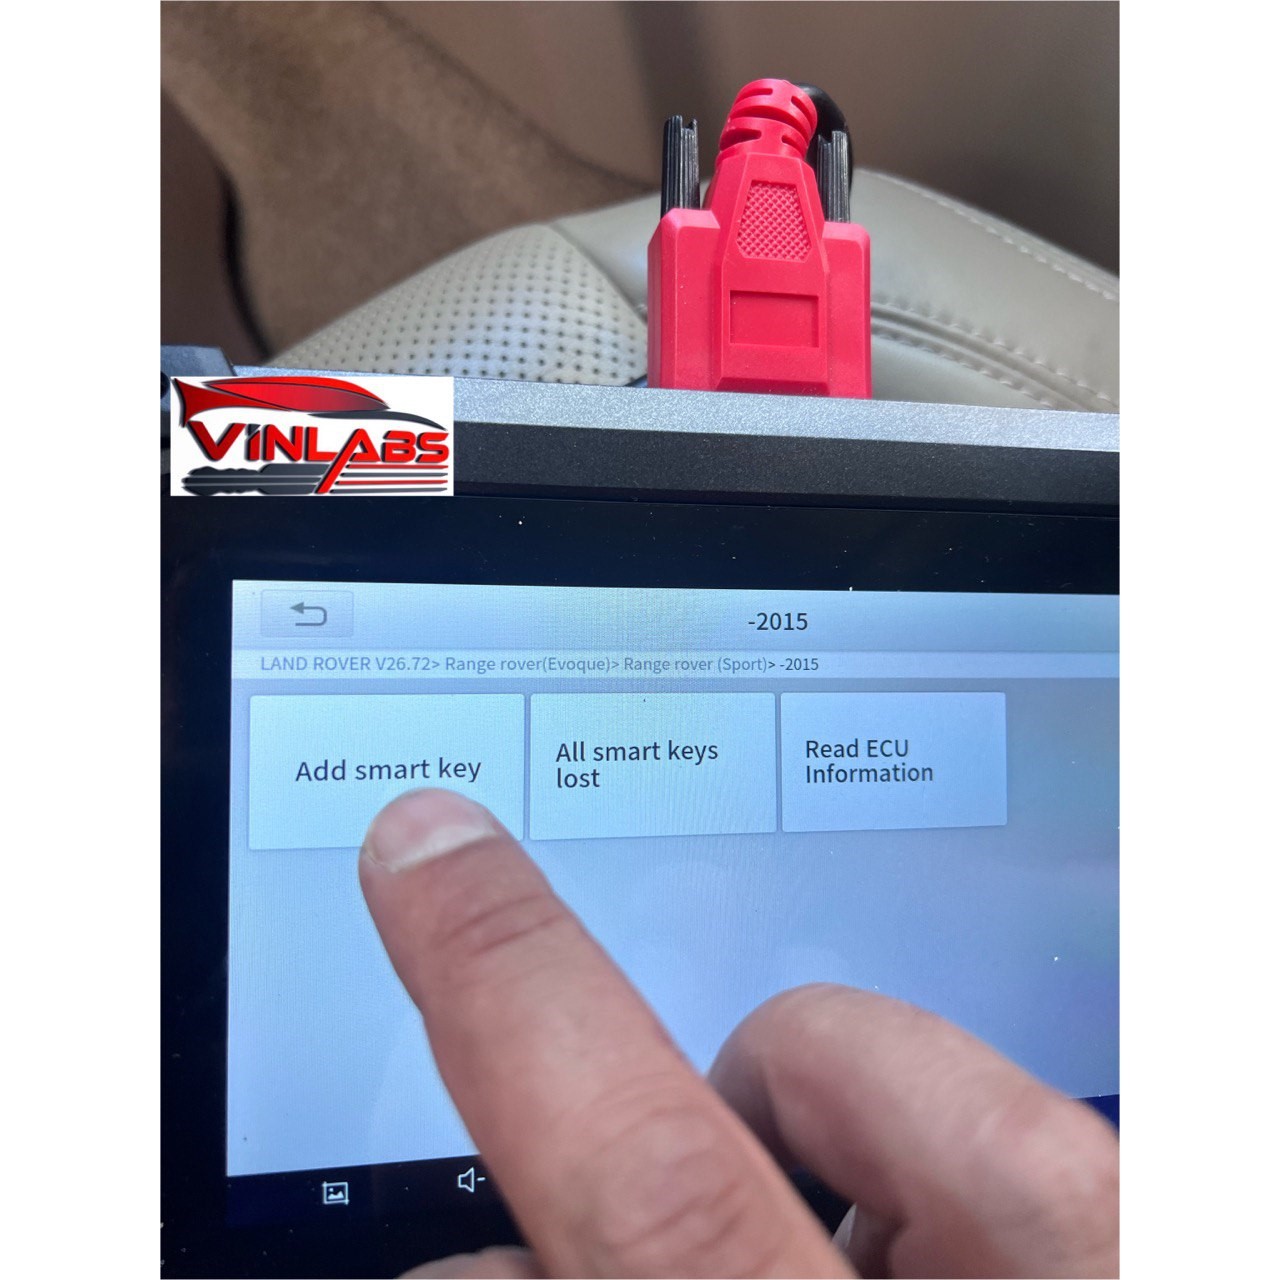 VINLABS
-2015
LAND ROVER V26.72> Range rover(Evoque)> Range rover (Sport)> -2015
Add smart key
All smart keys
lost
Read ECU
Information